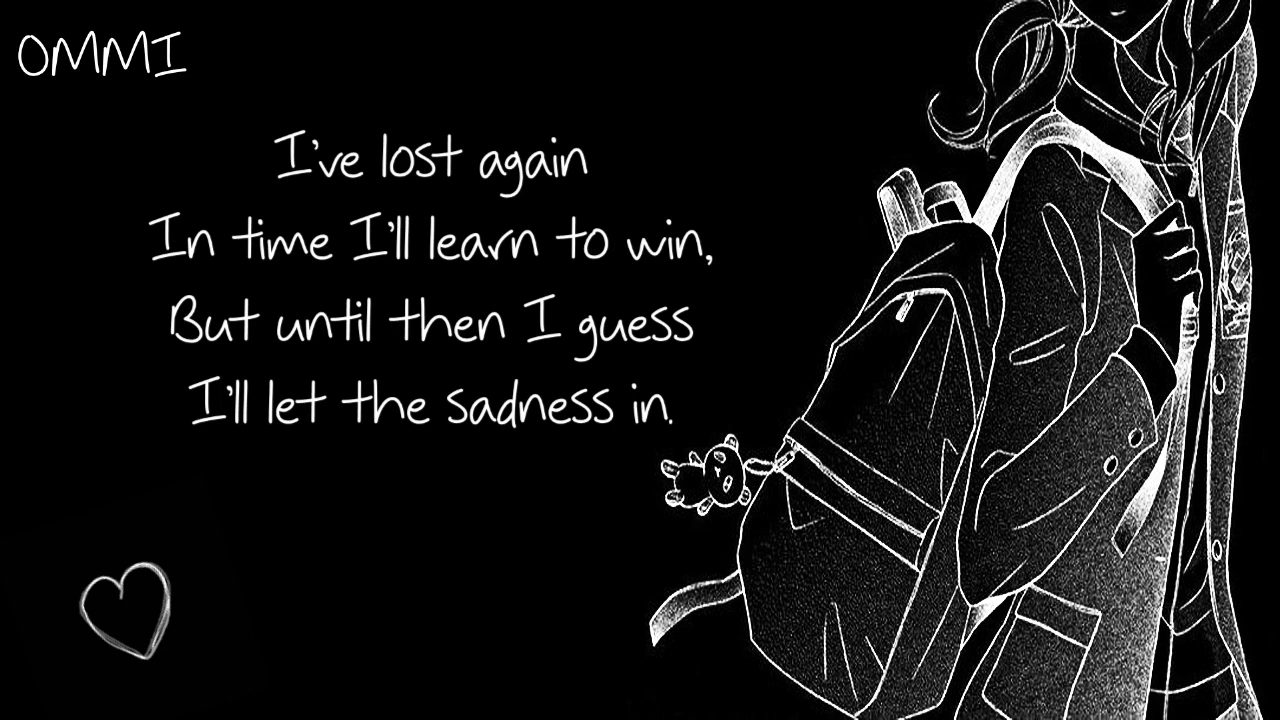 OMMI
I've lost again
In time I'll learn to win,
But until then I guess
I'll let the sadness in.